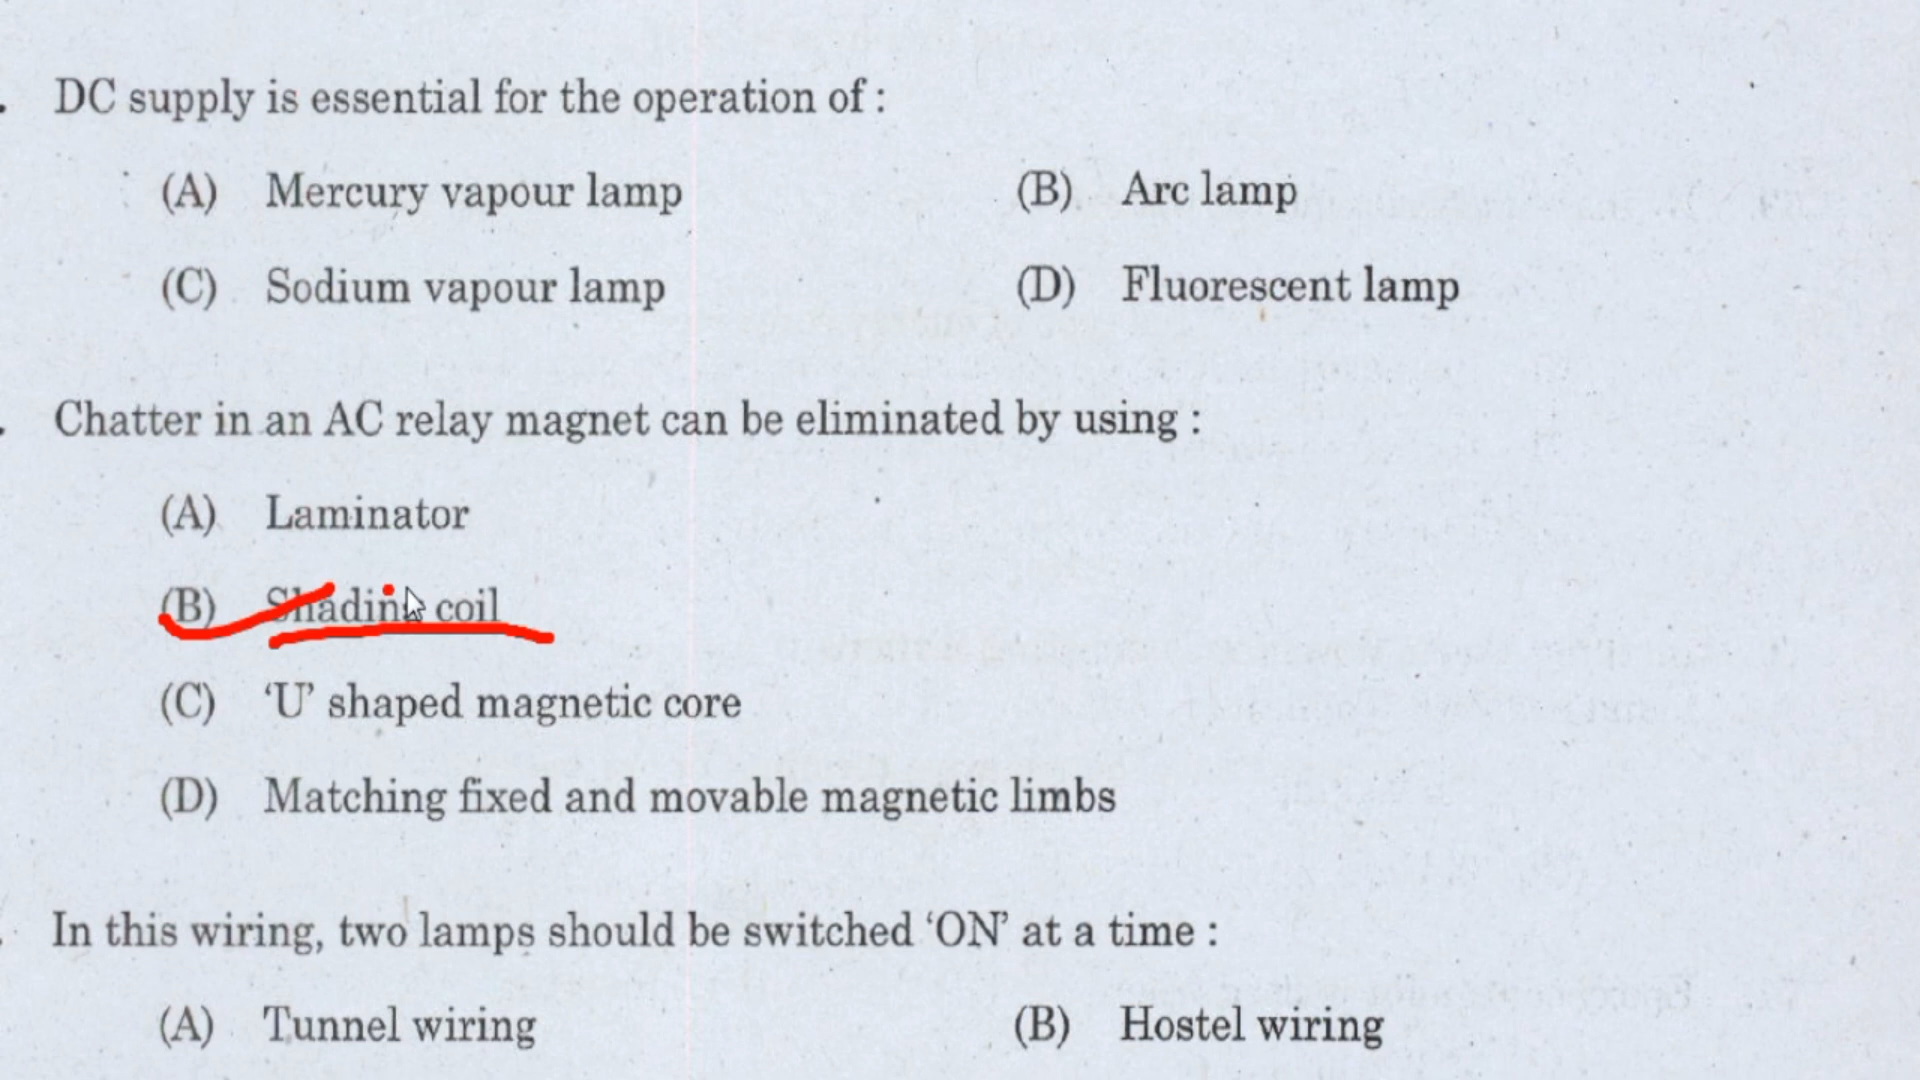 . DC supply is essential for the operation of :
(A) Mercury vapour lamp (B) Arc lamp
(C) Sodium vapour lamp (D) Fluorescent lamp
. Chatter in an AC relay magnet can be eliminated by using :
(A) Laminator
(B) Shading coil
(C) ‘U’ shaped magnetic core
(D) Matching fixed and movable magnetic limbs
. In this wiring, two lamps should be switched ‘ON’ at a time :
(A) Tunnel wiring (B) Hostel wiring